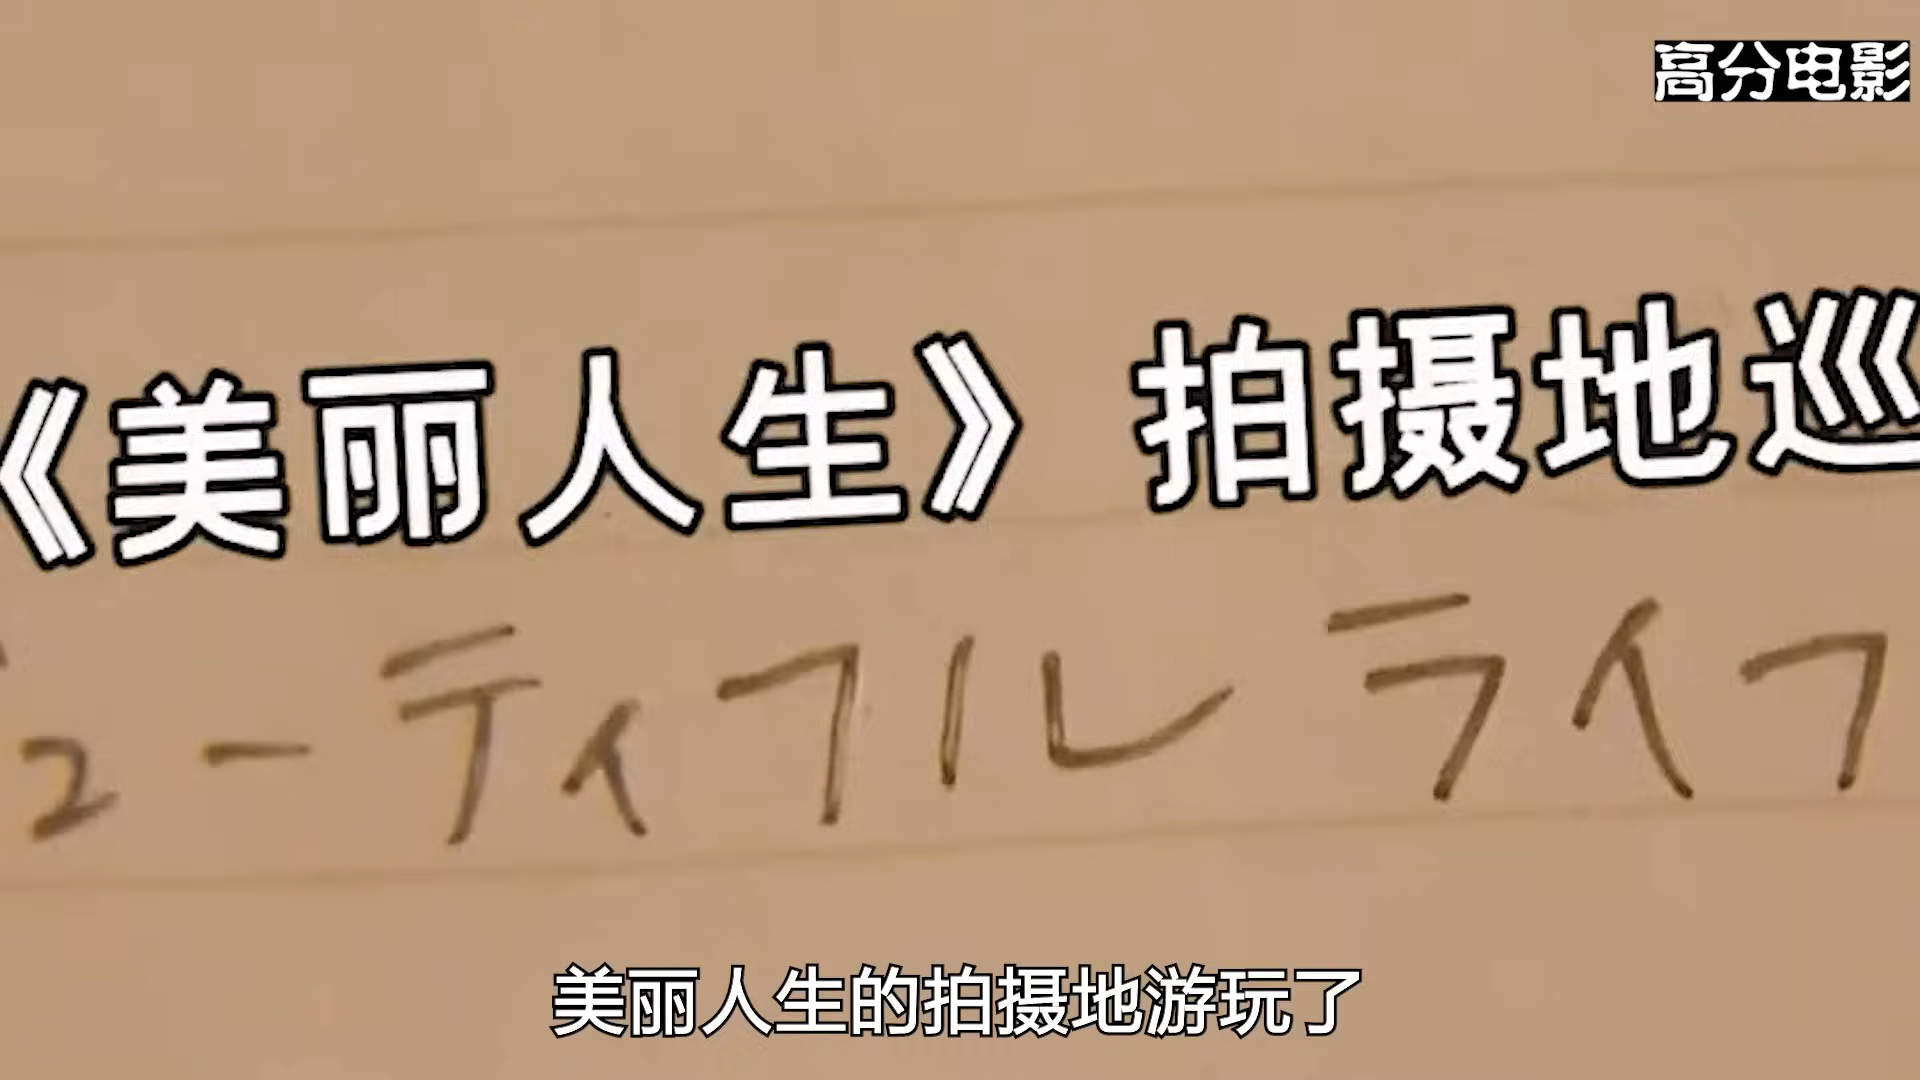 高分电影
《美丽人生》拍摄地巡
ューティフルライフ
美丽人生的拍摄地游玩了